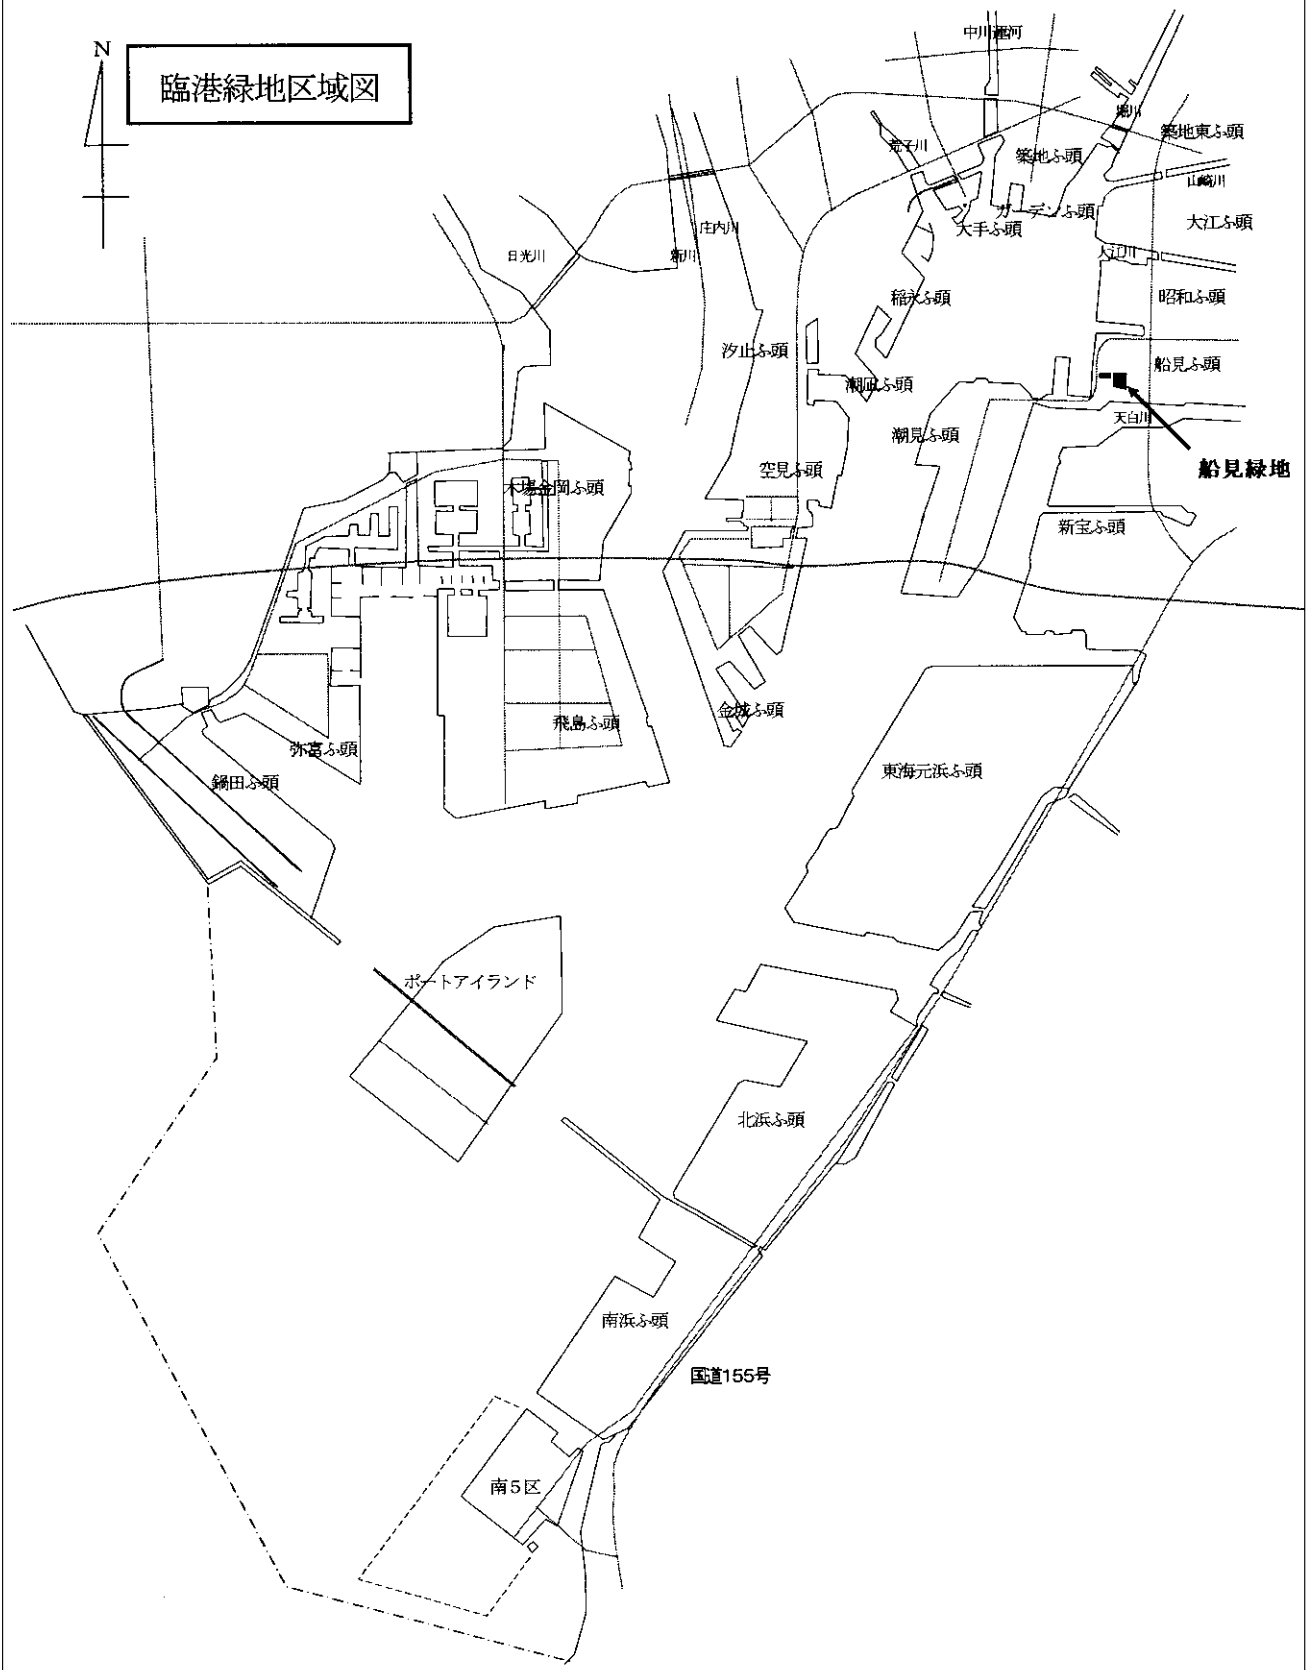 N
臨港緑地区域図
中川運河
堀川
築地東ふ頭
荒子川
築地ふ頭
山崎川
ガーデンふ頭
大江ふ頭
大手ふ頭
庄内川
新川
日光川
大江川
稲永ふ頭
昭和ふ頭
汐止ふ頭
船見ふ頭
潮凪ふ頭
天白川
潮見ふ頭
船見緑地
空見ふ頭
木場金岡ふ頭
新宝ふ頭
金城ふ頭
飛島ふ頭
弥富ふ頭
東海元浜ふ頭
鍋田ふ頭
ポートアイランド
北浜ふ頭
南浜ふ頭
国道155号
南5区